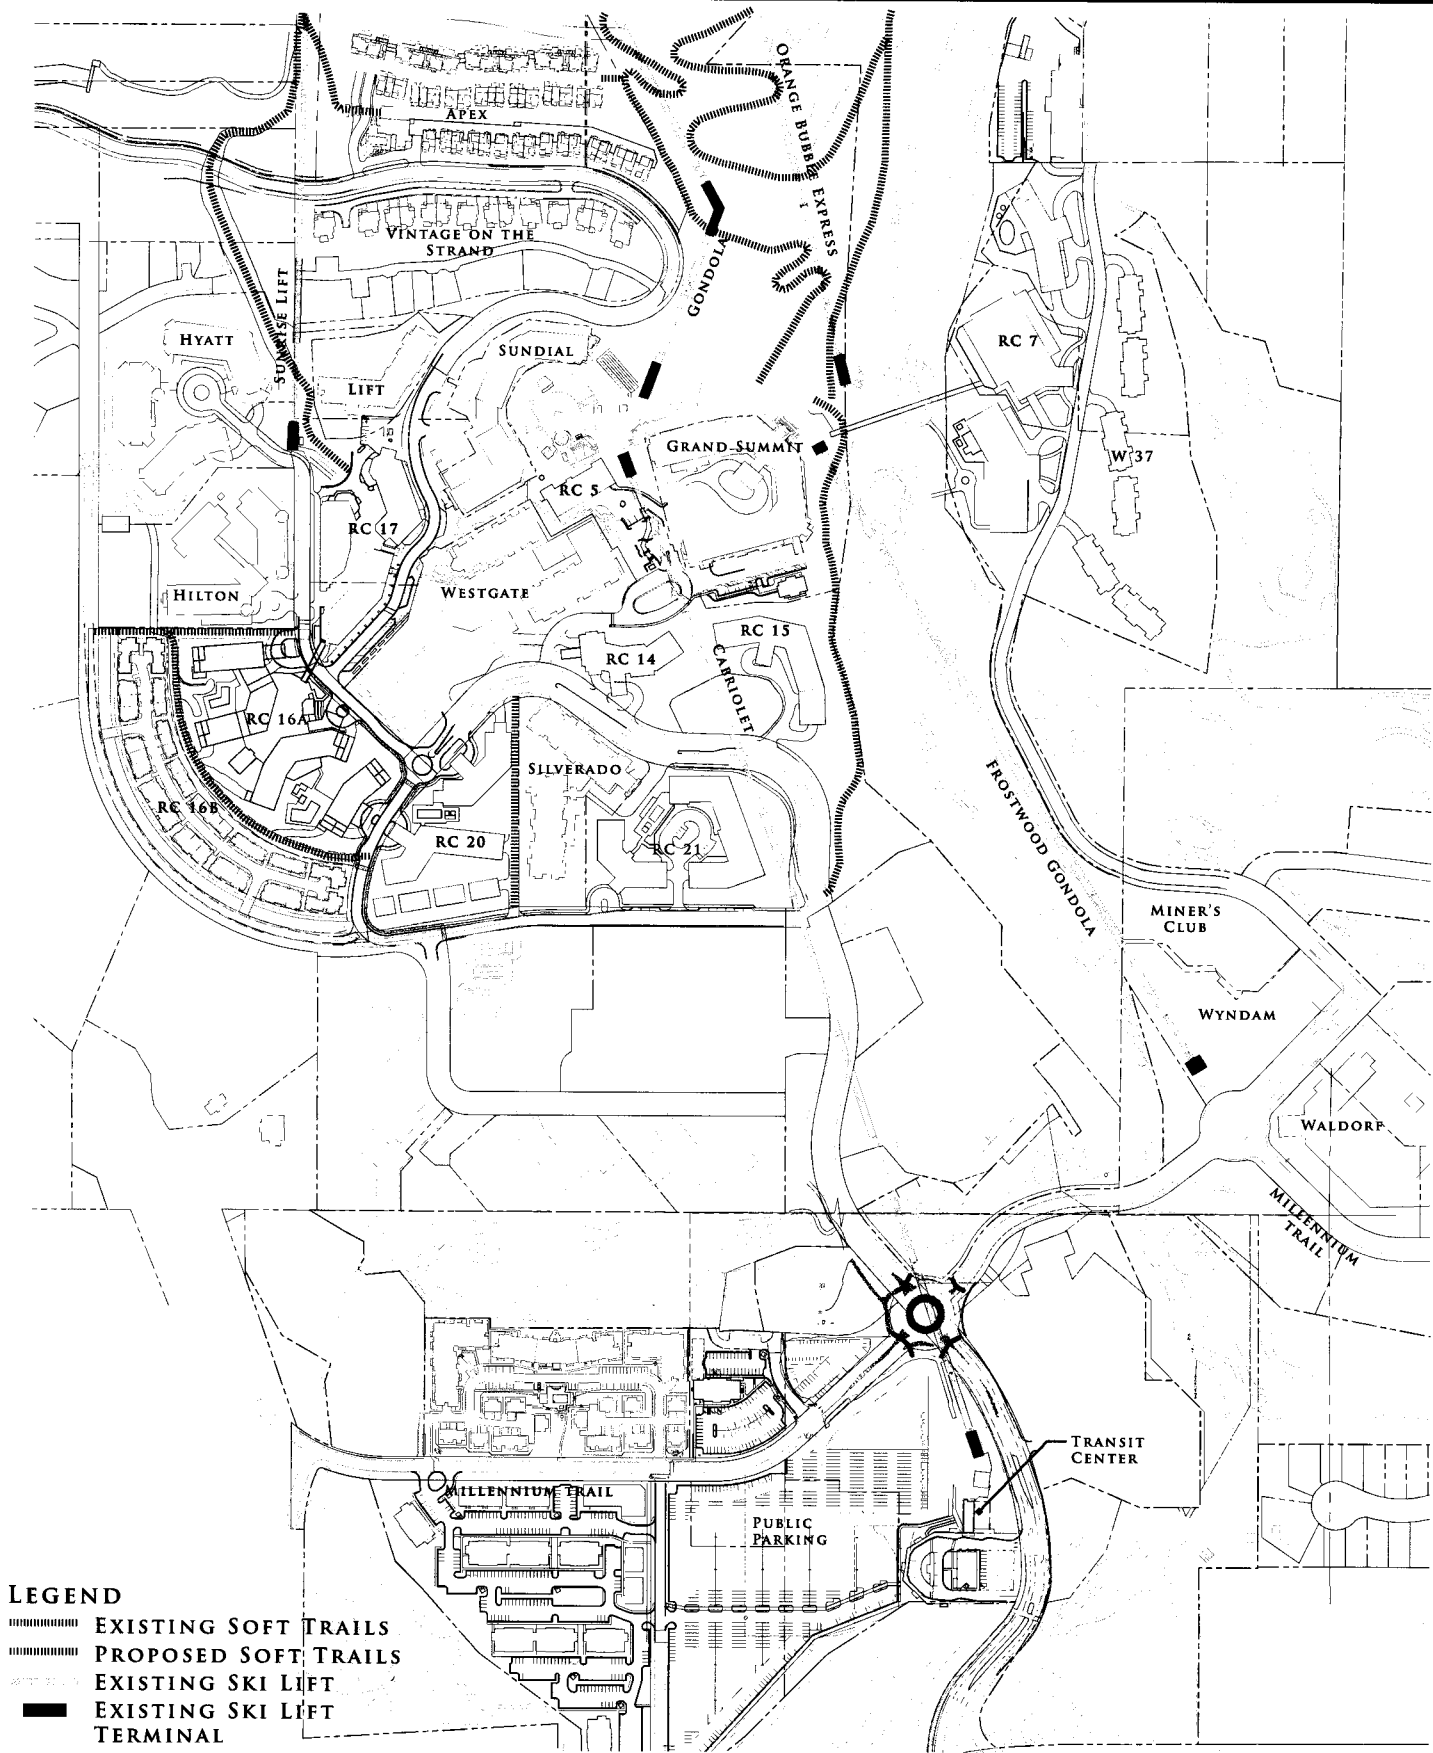 ORANGE BUBBLE EXPRESS
APEX
VINTAGE ON THE
STRAND
GONDOLA
SUNRISE LIFT
HYATT
LIFT
SUNDIAL
RC 7
GRAND SUMMIT
W 37
RC 5
RC 17
HILTON
WESTGATE
RC 15
RC 14
CABRIOLET
RC 16A
SILVERADO
RC 16B
RC 20
RC 21
FROSTWOOD GONDOLA
MINER'S
CLUB
WYNDAM
WALDORF
MILLENNIUM
TRAIL
TRANSIT
CENTER
MILLENNIUM TRAIL
PUBLIC
PARKING
LEGEND
EXISTING SOFT TRAILS
PROPOSED SOFT TRAILS
EXISTING SKI LIFT
EXISTING SKI LIFT
TERMINAL